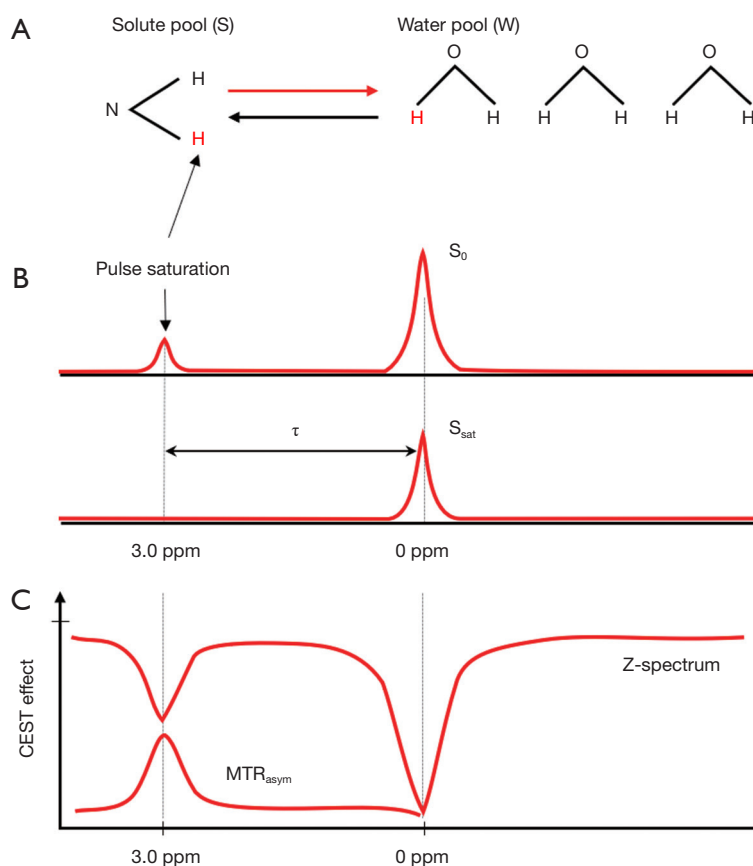 A
Solute pool (S)
Water pool (W)
O
O
O
H
N
H
H
H
H
H
H
H
Pulse saturation
B
S₀
τ
Sₛₐₜ
3.0 ppm
0 ppm
C
CEST effect
Z-spectrum
MTRₐₛᵧₘ
3.0 ppm
0 ppm